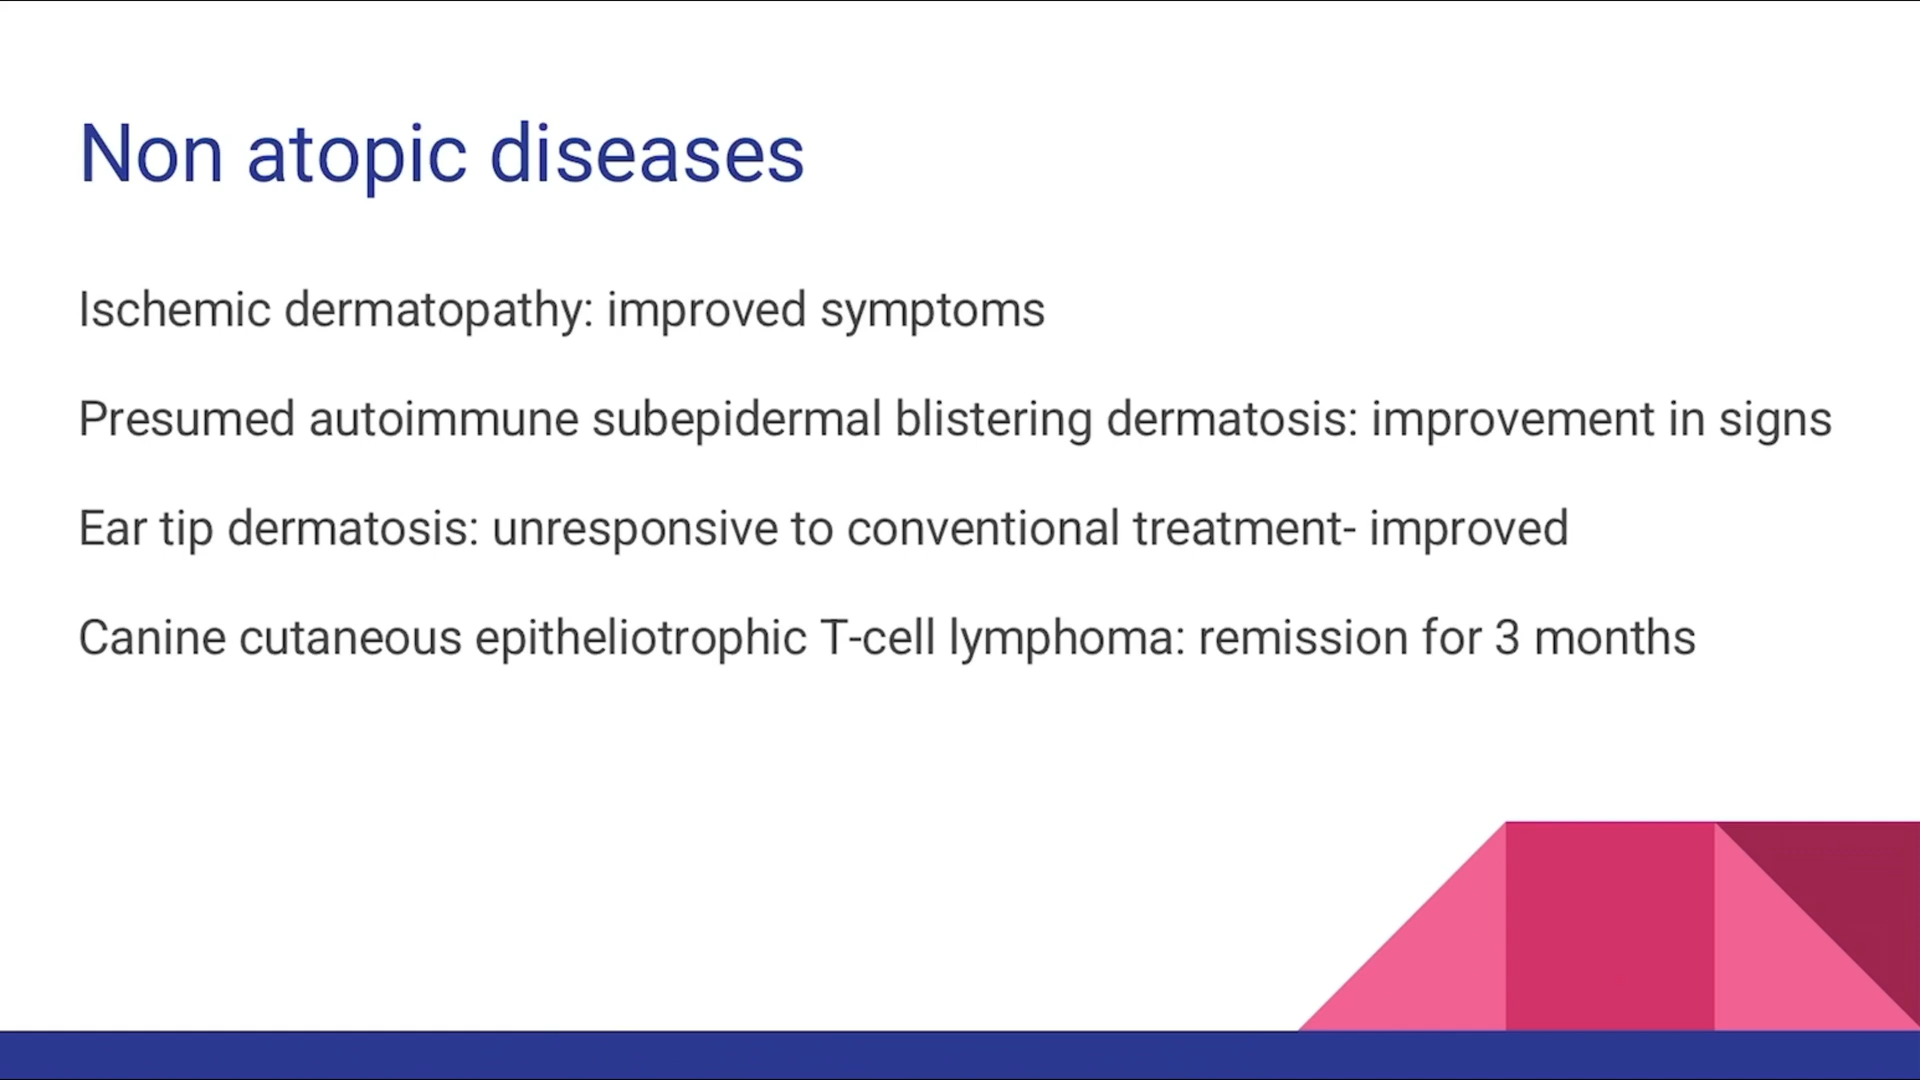 Non atopic diseases
Ischemic dermatopathy: improved symptoms
Presumed autoimmune subepidermal blistering dermatosis: improvement in signs
Ear tip dermatosis: unresponsive to conventional treatment- improved
Canine cutaneous epitheliotrophic T-cell lymphoma: remission for 3 months